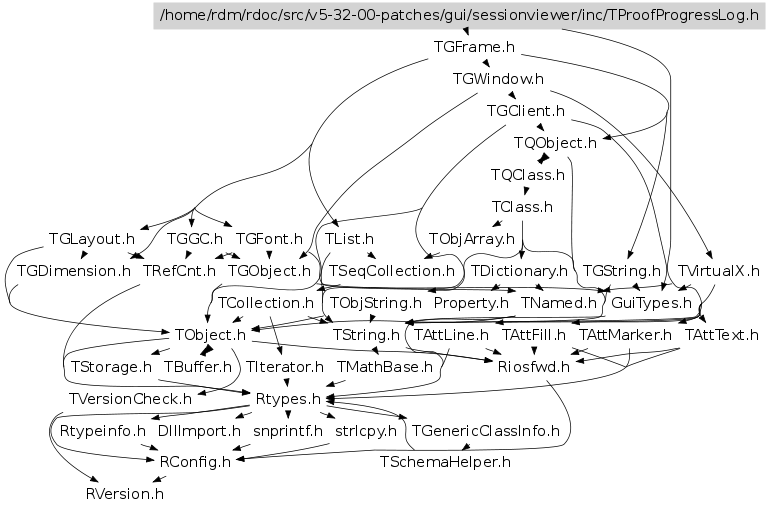 /home/rdm/rdoc/src/v5-32-00-patches/gui/sessionviewer/inc/TProofProgressLog.h
TGFrame.h
TGWindow.h
TGClient.h
TQObject.h
TQClass.h
TClass.h
TGLayout.h TGGC.h TGFont.h TList.h TObjArray.h
TGDimension.h TRefCnt.h TGObject.h TSeqCollection.h TDictionary.h TGString.h TVirtualX.h
TCollection.h TObjString.h Property.h TNamed.h GuiTypes.h
TObject.h TString.h TAttLine.h TAttFill.h TAttMarker.h TAttText.h
TStorage.h TBuffer.h TIterator.h TMathBase.h Riosfwd.h
TVersionCheck.h Rtypes.h
Rtypeinfo.h DllImport.h snprintf.h strlcpy.h TGenericClassInfo.h
RConfig.h TSchemaHelper.h
RVersion.h